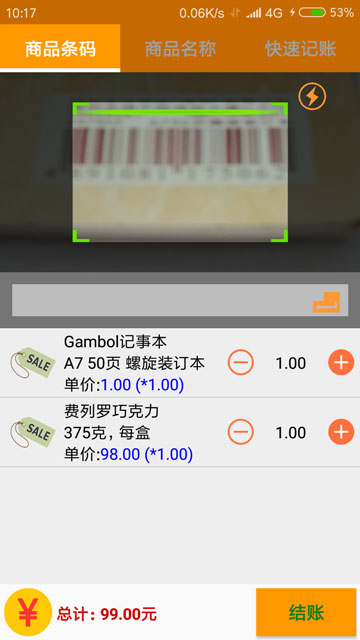 10:17 0.06K/s 4G 53%
商品条码 商品名称 快速记账
Gambol记事本
A7 50页 螺旋装订本
单价:1.00 (*1.00)
1.00
费列罗巧克力
375克, 每盒
单价:98.00 (*1.00)
1.00
SALE
SALE
¥ 总计: 99.00元 结账